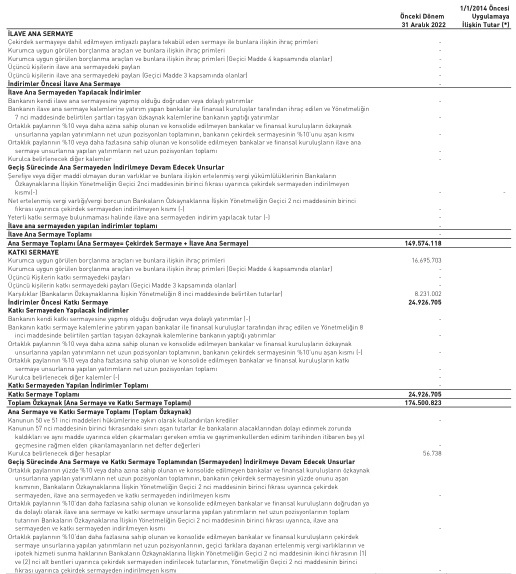 1/1/2014 Öncesi
Önceki Dönem Uygulamaya
31 Aralık 2022 İlişkin Tutar (*)
İLAVE ANA SERMAYE
Çekirdek sermayeye dahil edilmeyen imtiyazlı paylara tekabül eden sermaye ile bunlara ilişkin ihraç primleri -
Kurumca uygun görülen borçlanma araçları ve bunlara ilişkin ihraç primleri -
Kurumca uygun görülen borçlanma araçları ve bunlara ilişkin ihraç primleri (Geçici Madde 4 kapsamında olanlar) -
Üçüncü kişilerin ilave ana sermayedeki payları -
Üçüncü kişilerin ilave ana sermayedeki payları (Geçici Madde 3 kapsamında olanlar) -
İndirimler Öncesi İlave Ana Sermaye -
İlave Ana Sermayeden Yapılacak İndirimler
Bankanın kendi ilave ana sermayesine yapmış olduğu doğrudan veya dolaylı yatırımlar -
Bankanın ilave ana sermaye kalemlerine yatırım yapan bankalar ile finansal kuruluşlar tarafından ihraç edilen ve Yönetmeliğin
7 nci maddesinde belirtilen şartları taşıyan özkaynak kalemlerine bankanın yaptığı yatırımlar -
Ortaklık paylarının %10 veya daha azına sahip olunan ve konsolide edilmeyen bankalar ve finansal kuruluşların özkaynak
unsurlarına yapılan yatırımların net uzun pozisyonları toplamının, bankanın çekirdek sermayesinin %10'unu aşan kısmı -
Ortaklık paylarının %10 veya daha fazlasına sahip olunan ve konsolide edilmeyen bankalar ve finansal kuruluşların ilave ana
sermaye unsurlarına yapılan yatırımların net uzun pozisyonları toplamı -
Kurulca belirlenecek diğer kalemler -
Geçiş Sürecinde Ana Sermayeden İndirilmeye Devam Edecek Unsurlar
Şerefiye veya diğer maddi olmayan duran varlıklar ve bunlara ilişkin ertelenmiş vergi yükümlülüklerinin Bankaların
Özkaynaklarına İlişkin Yönetmeliğin Geçici 2nci maddesinin birinci fıkrası uyarınca çekirdek sermayeden indirilmeyen
kısmı(-) - -
Net ertelenmiş vergi varlığı/vergi borcunun Bankaların Özkaynaklarına İlişkin Yönetmeliğin Geçici 2 nci maddesinin birinci
fıkrası uyarınca çekirdek sermayeden indirilmeyen kısmı (-) -
Yeterli katkı sermaye bulunmaması halinde ilave ana sermayeden indirim yapılacak tutar (-) -
İlave ana sermayeden yapılan indirimler toplamı -
İlave Ana Sermaye Toplamı -
Ana Sermaye Toplamı (Ana Sermaye= Çekirdek Sermaye + İlave Ana Sermaye) 149.574.118
KATKI SERMAYE
Kurumca uygun görülen borçlanma araçları ve bunlara ilişkin ihraç primleri 16.695.703
Kurumca uygun görülen borçlanma araçları ve bunlara ilişkin ihraç primleri (Geçici Madde 4 kapsamında olanlar) -
Üçüncü Kişilerin katkı sermayedeki payları -
Üçüncü kişilerin katkı sermayedeki payları (Geçici Madde 3 kapsamında olanlar) -
Karşılıklar (Bankaların Özkaynaklarına İlişkin Yönetmeliğin 8 inci maddesinde belirtilen tutarlar) 8.231.002
İndirimler Öncesi Katkı Sermaye 24.926.705
Katkı Sermayeden Yapılacak İndirimler
Bankanın kendi katkı sermayesine yapmış olduğu doğrudan veya dolaylı yatırımlar (-) -
Bankanın katkı sermaye kalemlerine yatırım yapan bankalar ile finansal kuruluşlar tarafından ihraç edilen ve Yönetmeliğin 8
inci maddesinde belirtilen şartları taşıyan özkaynak kalemlerine bankanın yaptığı yatırımlar -
Ortaklık paylarının %10 veya daha azına sahip olunan ve konsolide edilmeyen bankalar ve finansal kuruluşların özkaynak
unsurlarına yapılan yatırımların net uzun pozisyonları toplamının, bankanın çekirdek sermayesinin %10'unu aşan kısmı (-) -
Ortaklık paylarının %10 veya daha fazlasına sahip olunan ve konsolide edilmeyen bankalar ve finansal kuruluşların katkı
sermaye unsurlarına yapılan yatırımların net uzun pozisyonları toplamı -
Kurulca belirlenecek diğer kalemler (-) -
Katkı Sermayeden Yapılan İndirimler Toplamı -
Katkı Sermaye Toplamı 24.926.705
Toplam Özkaynak (Ana Sermaye ve Katkı Sermaye Toplamı) 174.500.823
Ana Sermaye ve Katkı Sermaye Toplamı (Toplam Özkaynak)
Kanunun 50 ve 51 inci maddeleri hükümlerine aykırı olarak kullandırılan krediler -
Kanunun 57 nci maddesinin birinci fıkrasındaki sınırı aşan tutarlar ile bankaların alacaklarından dolayı edinmek zorunda
kaldıkları ve aynı madde uyarınca elden çıkarmaları gereken emtia ve gayrimenkullerden edinim tarihinden itibaren beş yıl
geçmesine rağmen elden çıkarılamayanların net defter değerleri -
Kurulca belirlenecek diğer hesaplar 56.738
Geçiş Sürecinde Ana Sermaye ve Katkı Sermaye Toplamından (Sermayeden) İndirilmeye Devam Edilecek Unsurlar
Ortaklık paylarının yüzde %10 veya daha azına sahip olunan ve konsolide edilmeyen bankalar ve finansal kuruluşların özkaynak
unsurlarına yapılan yatırımların net uzun pozisyonları toplamının, bankanın çekirdek sermayesinin yüzde onunu aşan
kısmının, Bankaların Özkaynaklarına İlişkin Yönetmeliğin Geçici 2 nci maddesinin birinci fıkrası uyarınca çekirdek
sermayeden, ilave ana sermayeden ve katkı sermayeden indirilmeyen kısmı -
Ortaklık paylarının %10'dan daha fazlasına sahip olunan ve konsolide edilmeyen bankalar ve finansal kuruluşların doğrudan ya
da dolaylı olarak ilave ana sermaye ve katkı sermaye unsurlarına yapılan yatırımların net uzun pozisyonlarının toplam
tutarının Bankaların Özkaynaklarına İlişkin Yönetmeliğin Geçici 2 nci maddesinin birinci fıkrası uyarınca, ilave ana
sermayeden ve katkı sermayeden indirilmeyen kısmı -
Ortaklık paylarının %10'dan daha fazlasına sahip olunan ve konsolide edilmeyen bankalar ve finansal kuruluşların çekirdek
sermaye unsurlarına yapılan yatırımların net uzun pozisyonlarının, geçici farklara dayanan ertelenmiş vergi varlıklarının ve
ipotek hizmeti sunma haklarının Bankaların Özkaynaklarına İlişkin Yönetmeliğin Geçici 2 nci maddesinin ikinci fıkrasının (1)
ve (2) nci alt bentleri uyarınca çekirdek sermayeden indirilecek tutarlarının, Yönetmeliğin Geçici 2 nci maddesinin birinci
fıkrası uyarınca çekirdek sermayeden indirilmeyen kısmı -